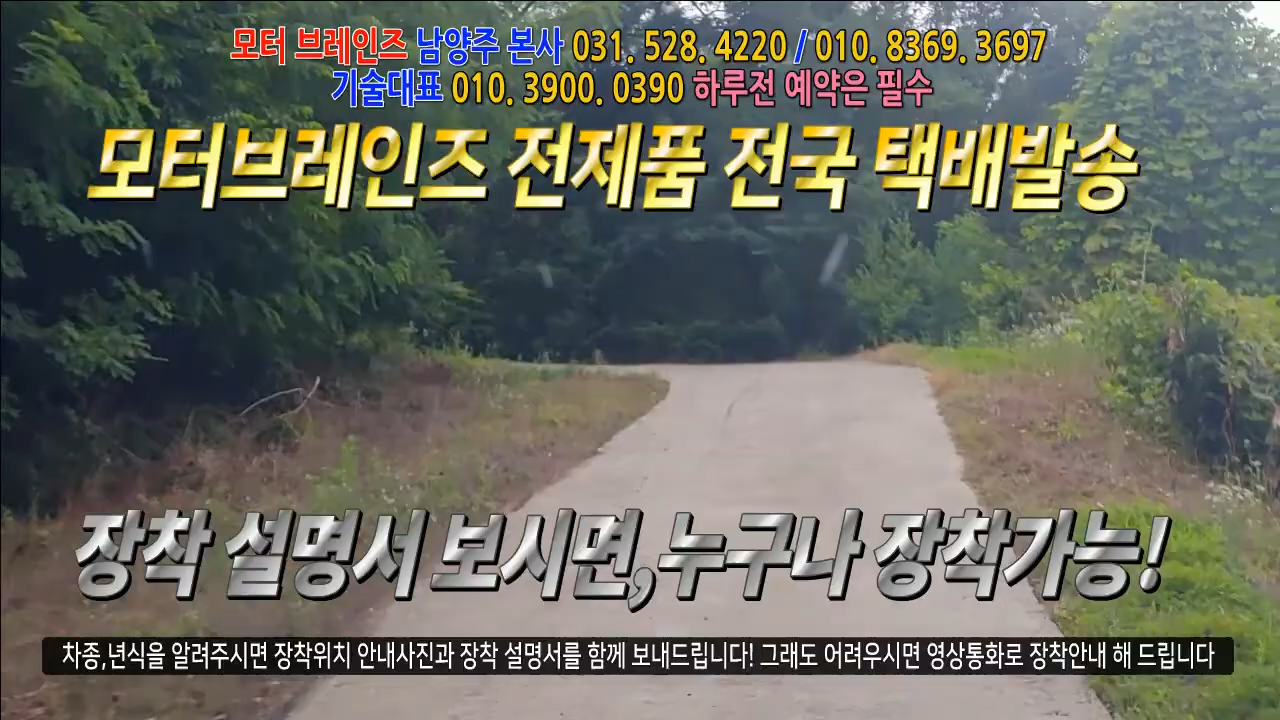 모터 브레인즈 남양주 본사 031. 528. 4220 / 010. 8369. 3697
기술대표 010. 3900. 0390 하루전 예약은 필수
모터브레인즈 전제품 전국 택배발송
장착 설명서 보시면,누구나 장착가능!
차종,년식을 알려주시면 장착위치 안내사진과 장착 설명서를 함께 보내드립니다! 그래도 어려우시면 영상통화로 장착안내 해 드립니다